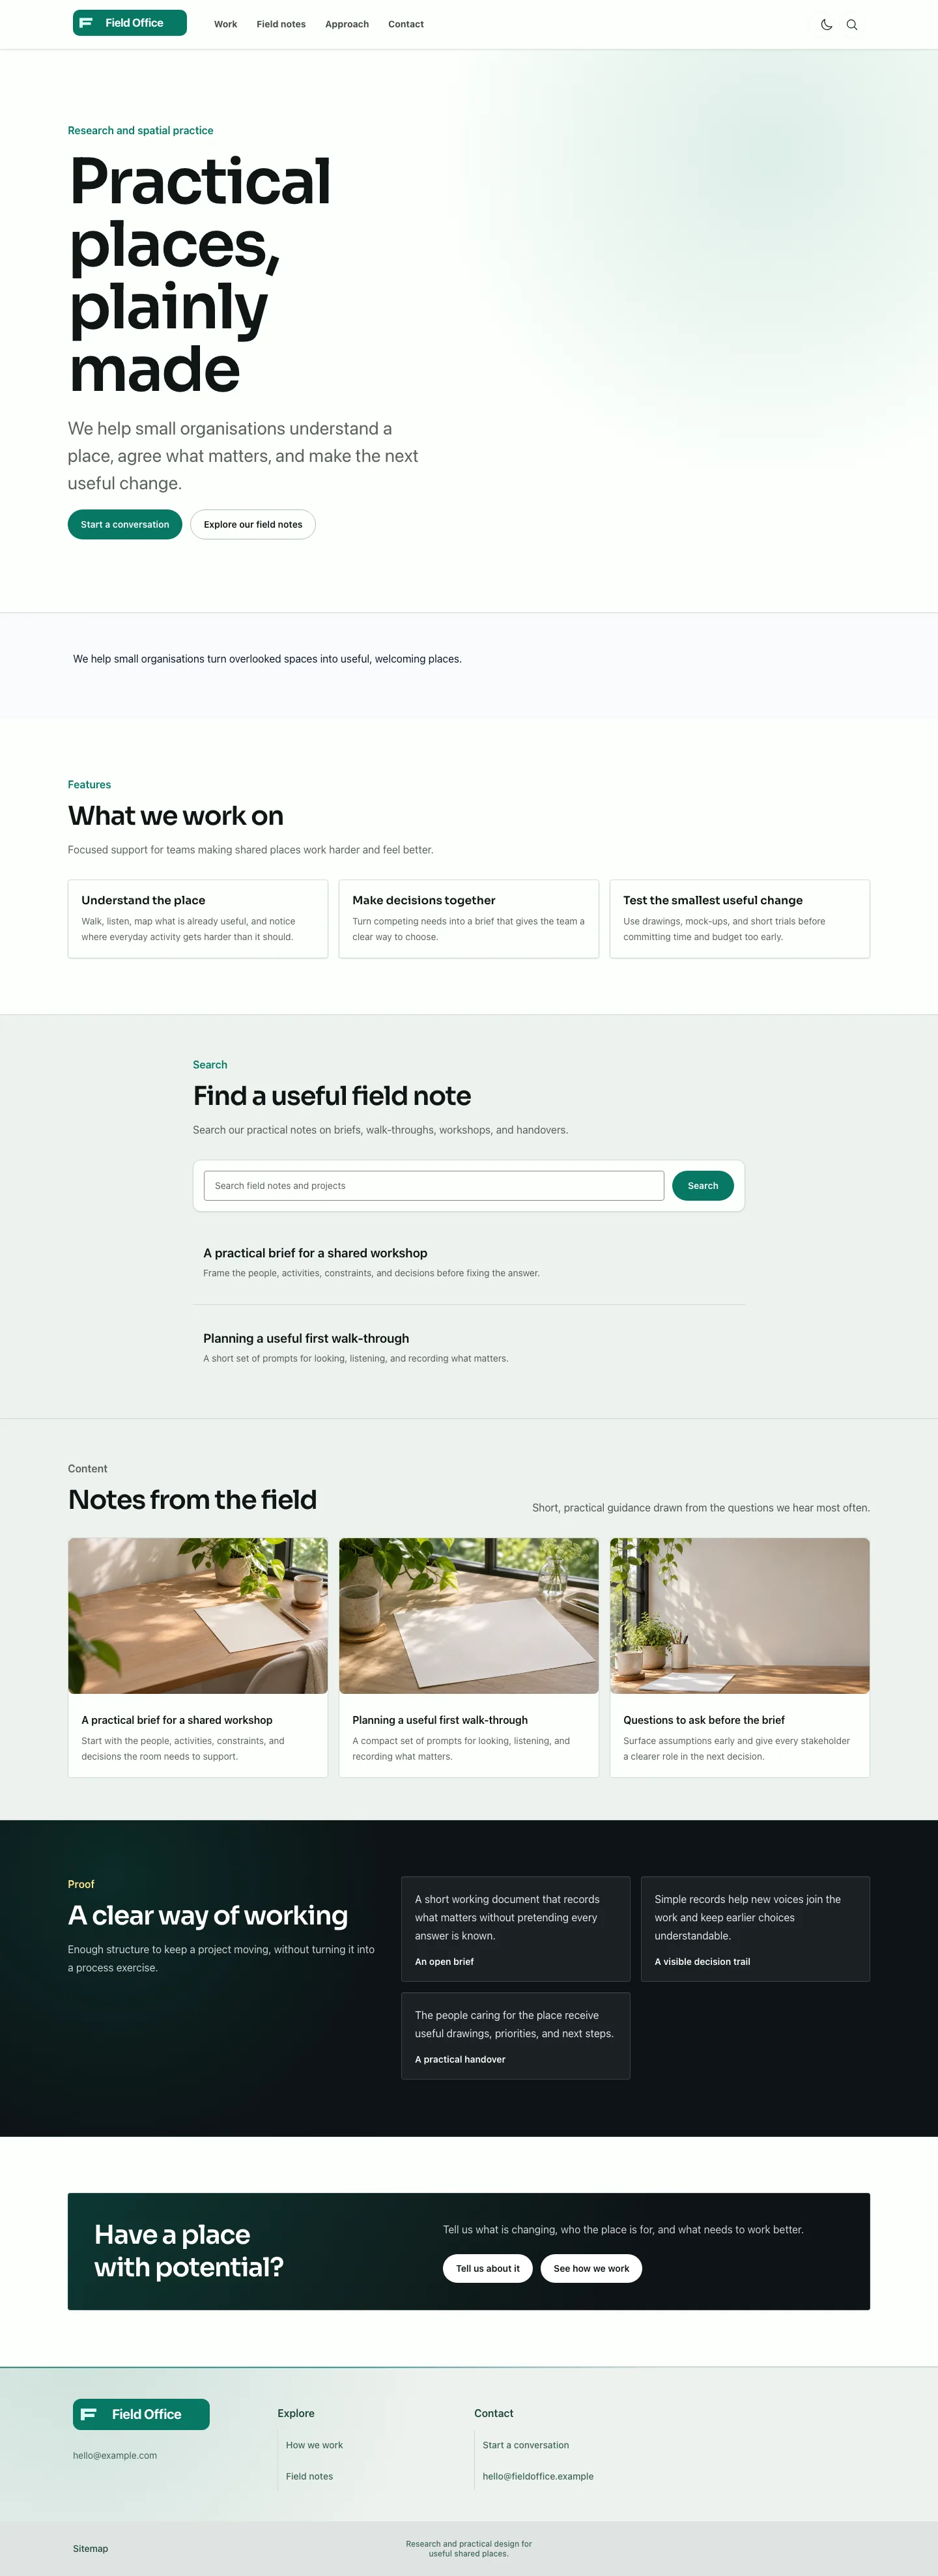 Field Office
Work
Field notes
Approach
Contact
Research and spatial practice
Practical
places,
plainly
made
We help small organisations understand a
place, agree what matters, and make the next
useful change.
Start a conversation
Explore our field notes
We help small organisations turn overlooked spaces into useful, welcoming places.
Features
What we work on
Focused support for teams making shared places work harder and feel better.
Understand the place
Walk, listen, map what is already useful, and notice
where everyday activity gets harder than it should.
Make decisions together
Turn competing needs into a brief that gives the team a
clear way to choose.
Test the smallest useful change
Use drawings, mock-ups, and short trials before
committing time and budget too early.
Search
Find a useful field note
Search our practical notes on briefs, walk-throughs, workshops, and handovers.
Search field notes and projects
Search
A practical brief for a shared workshop
Frame the people, activities, constraints, and decisions before fixing the answer.
Planning a useful first walk-through
A short set of prompts for looking, listening, and recording what matters.
Content
Notes from the field
Short, practical guidance drawn from the questions we hear most often.
A practical brief for a shared workshop
Start with the people, activities, constraints, and
decisions the room needs to support.
Planning a useful first walk-through
A compact set of prompts for looking, listening, and
recording what matters.
Questions to ask before the brief
Surface assumptions early and give every stakeholder
a clearer role in the next decision.
Proof
A clear way of working
Enough structure to keep a project moving, without turning it into
a process exercise.
A short working document that records
what matters without pretending every
answer is known.
An open brief
Simple records help new voices join the
work and keep earlier choices
understandable.
A visible decision trail
The people caring for the place receive
useful drawings, priorities, and next steps.
A practical handover
Have a place
with potential?
Tell us what is changing, who the place is for, and what needs to work better.
Tell us about it
See how we work
Field Office
hello@example.com
Explore
How we work
Field notes
Contact
Start a conversation
hello@fieldoffice.example
Sitemap
Research and practical design for
useful shared places.